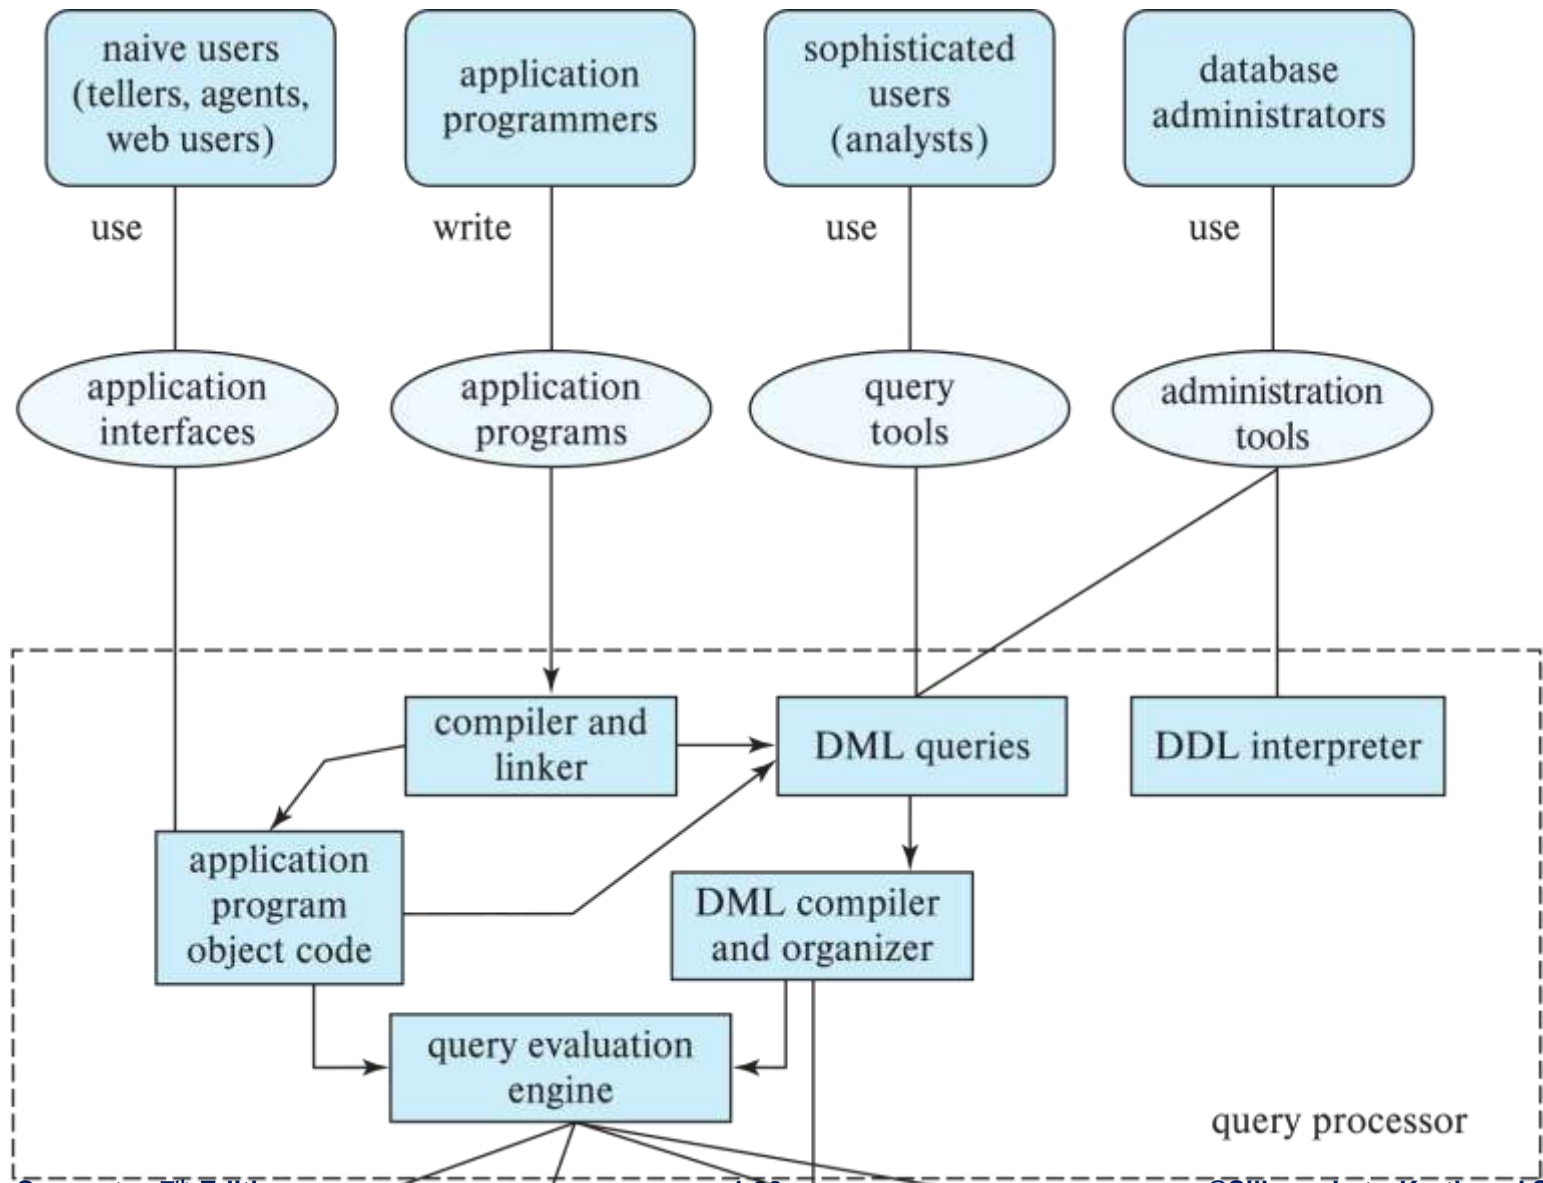 naive users
(tellers, agents,
web users)
application
programmers
sophisticated
users
(analysts)
database
administrators
use
write
use
use
application
interfaces
application
programs
query
tools
administration
tools
compiler and
linker
DML queries
DDL interpreter
application
program
object code
DML compiler
and organizer
query evaluation
engine
query processor